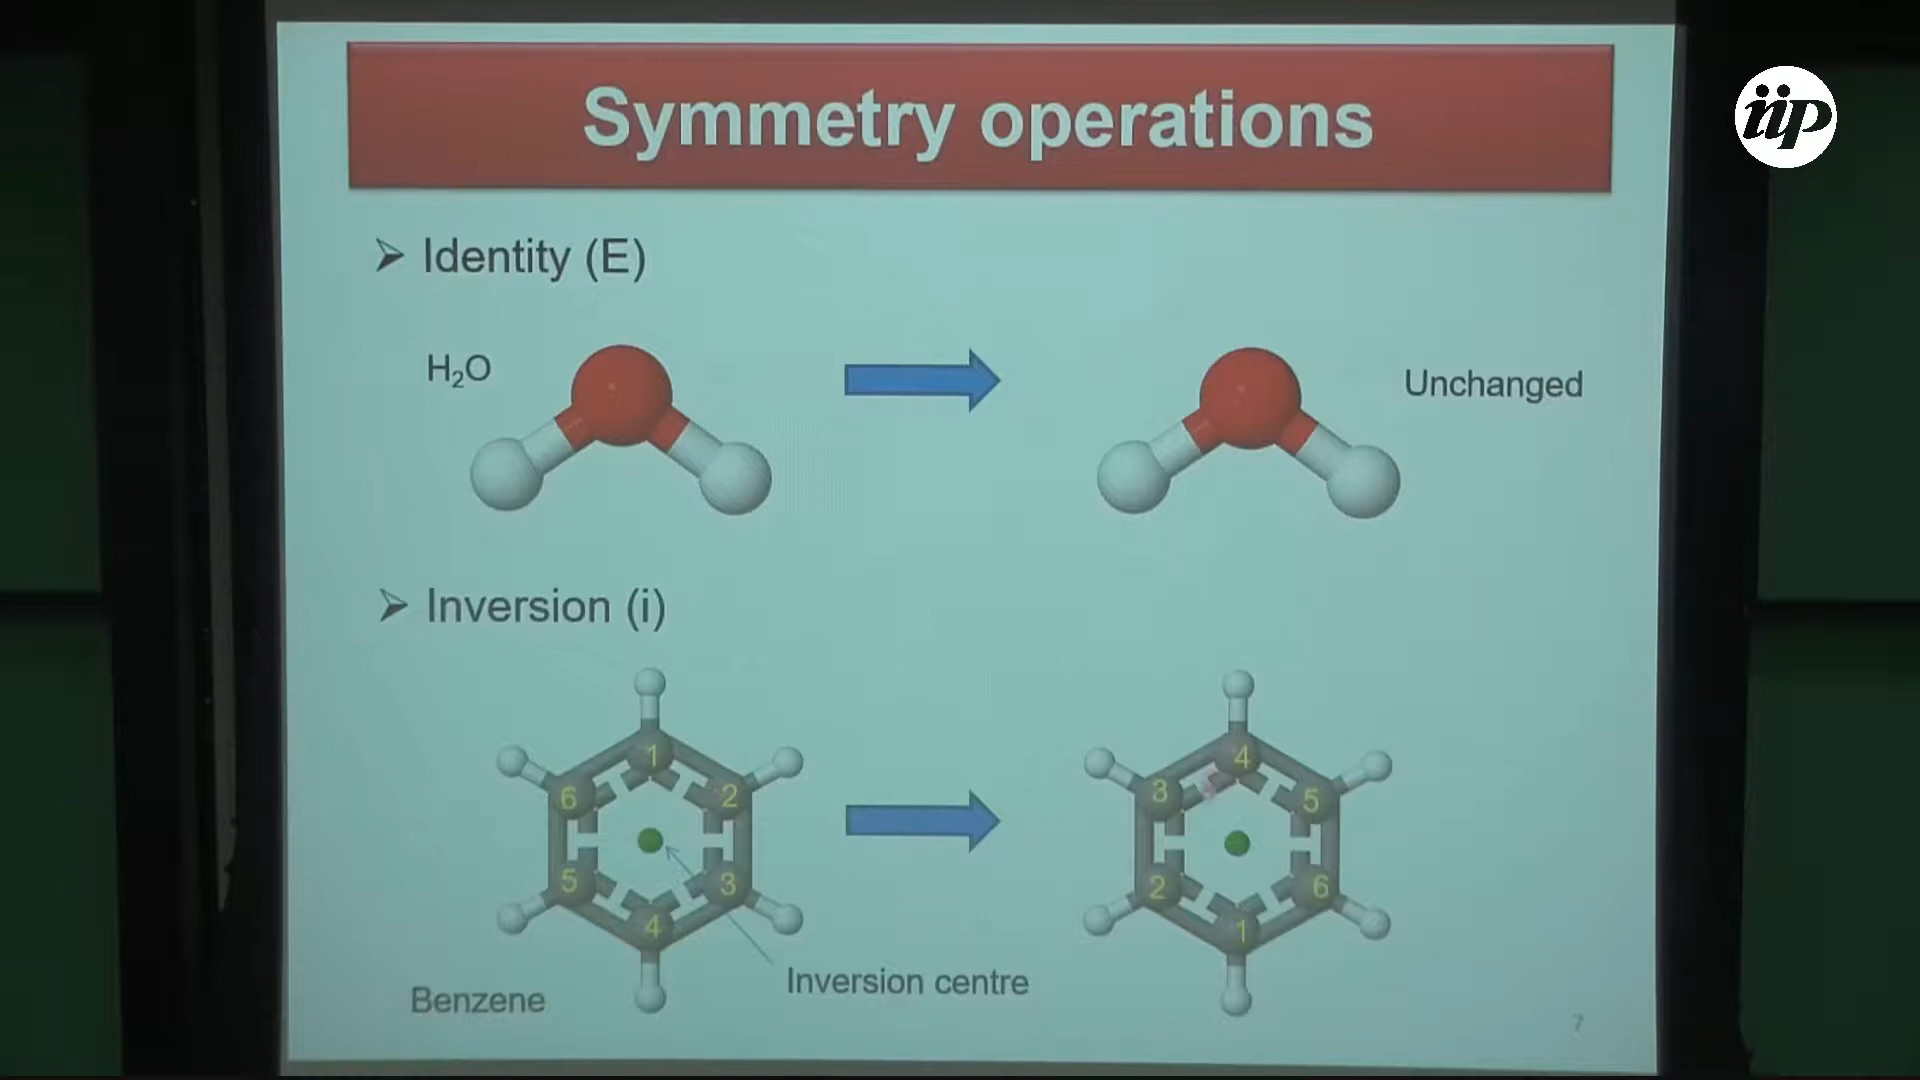 Symmetry operations
iip
Identity (E)
H₂O
Unchanged
Inversion (i)
1
6
2
5
3
4
4
3
5
2
6
1
Inversion centre
Benzene
7